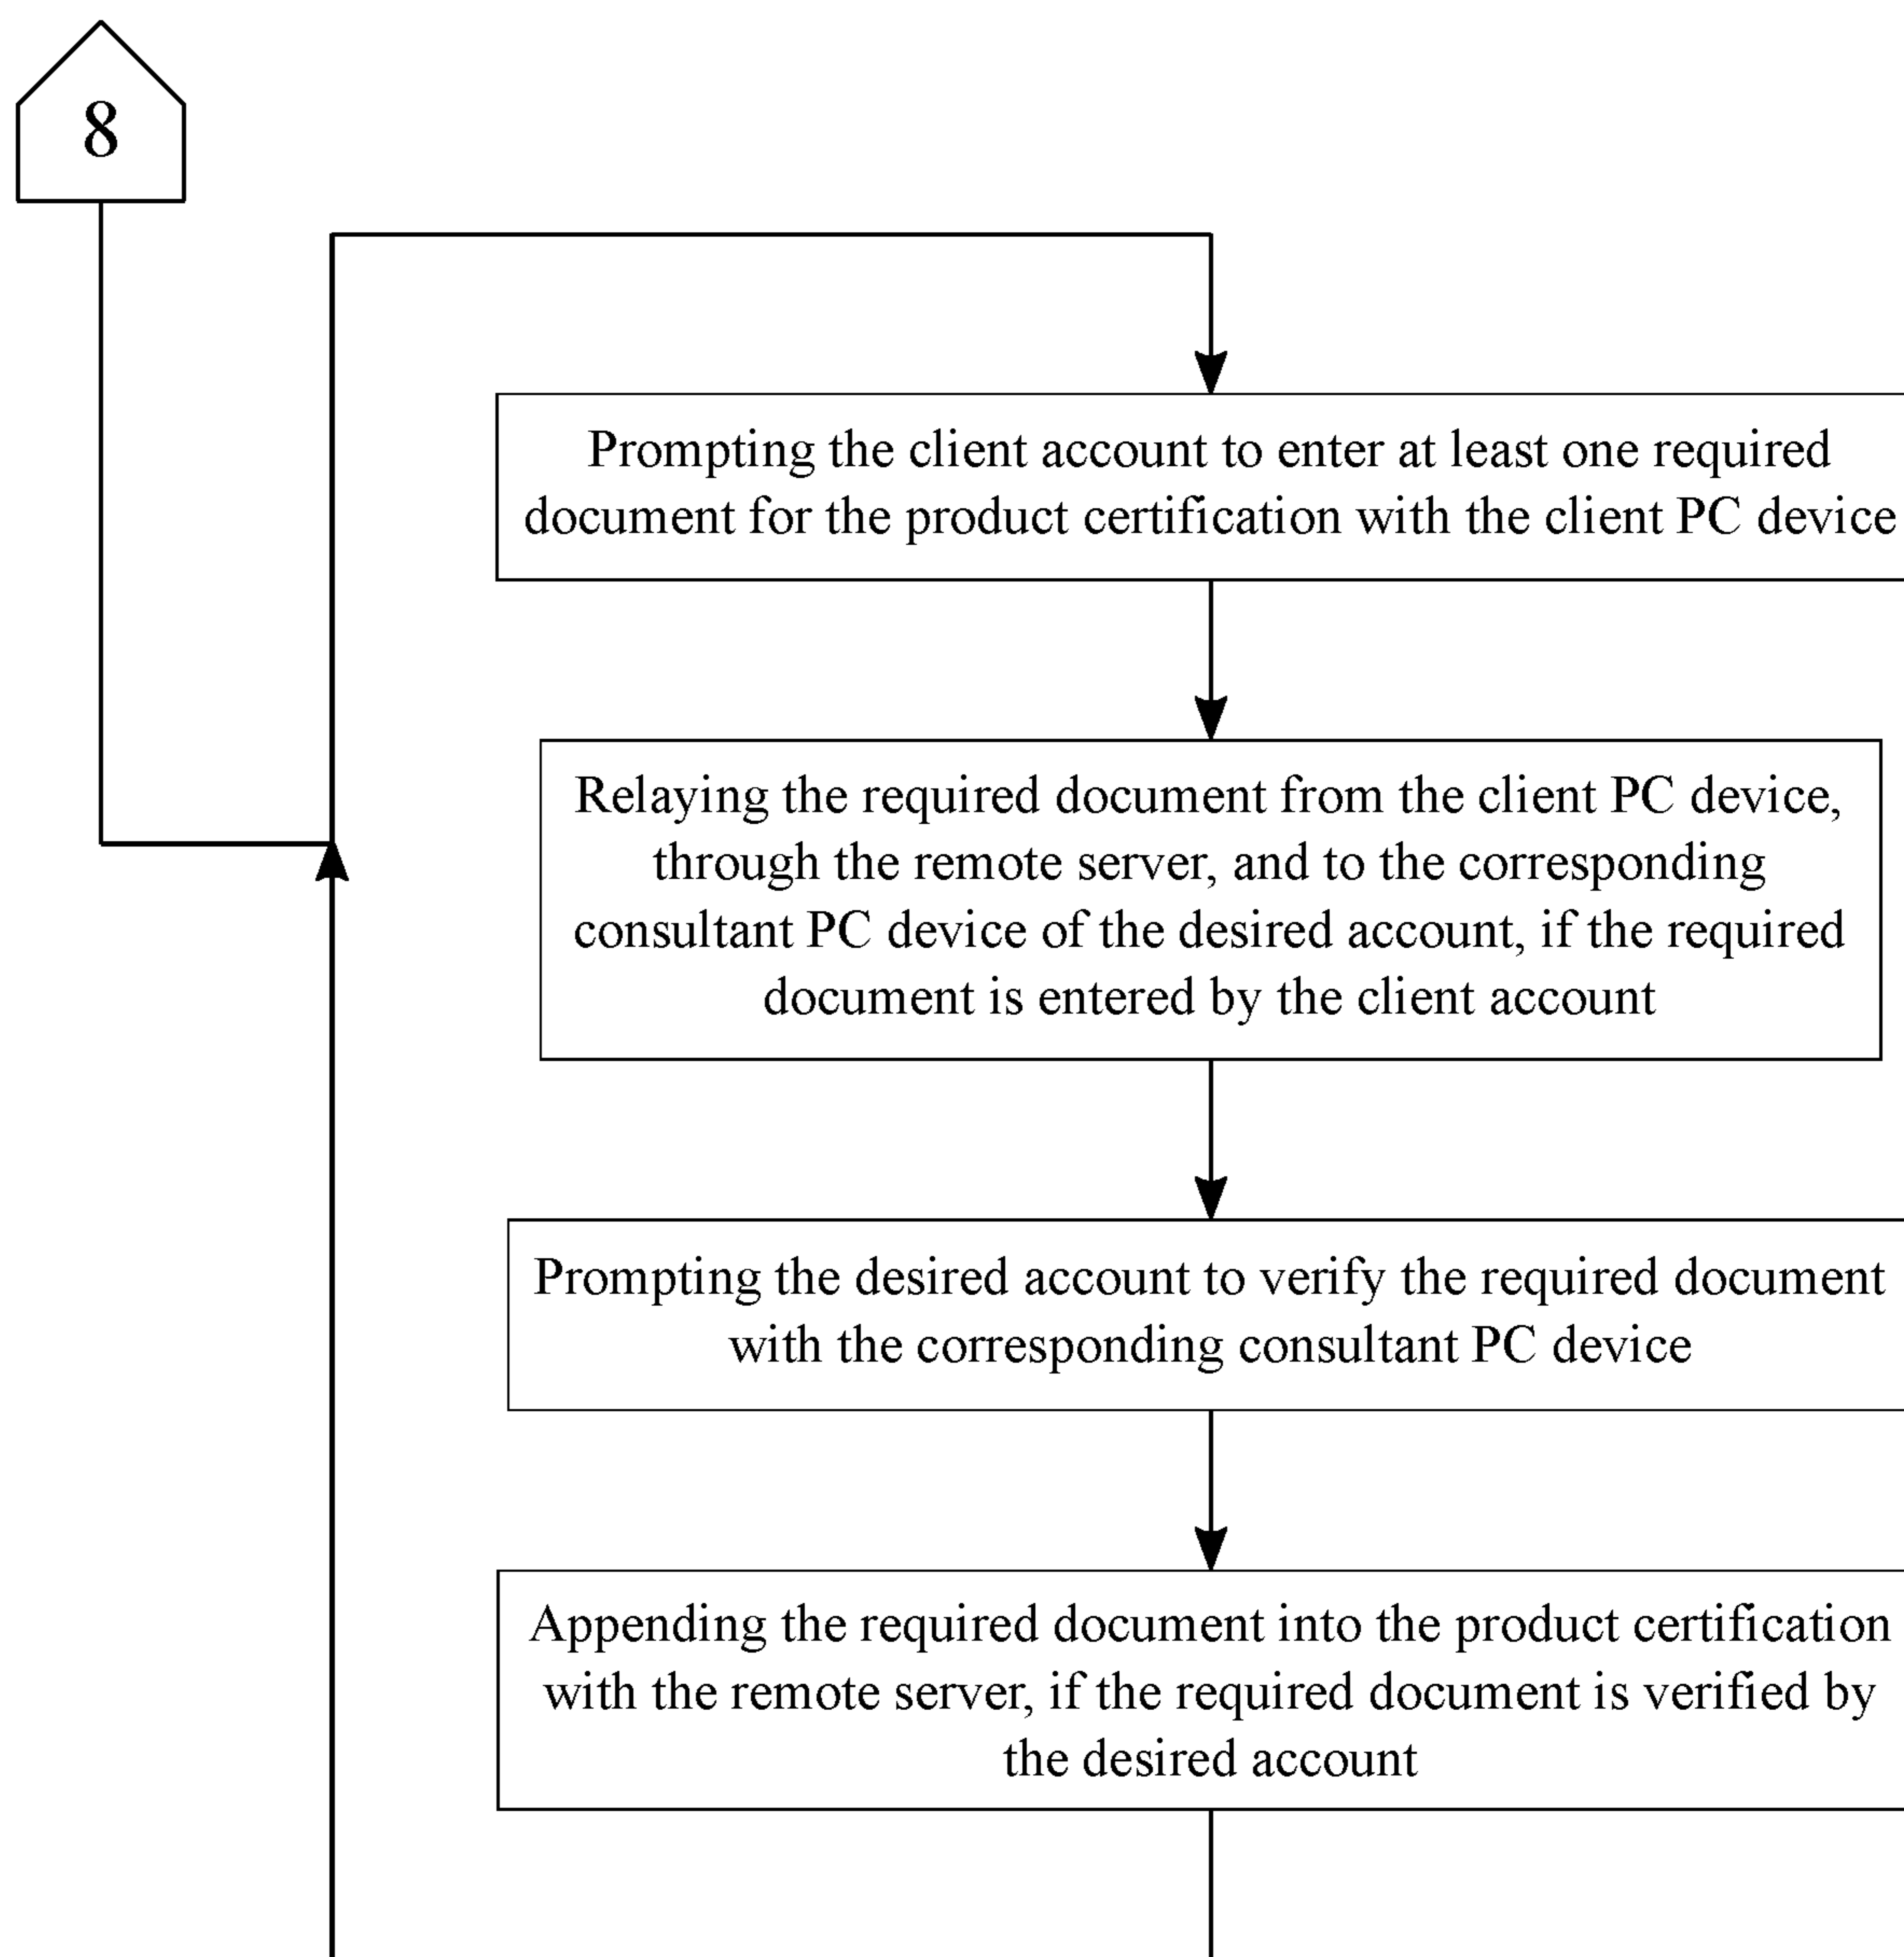 8
Prompting the client account to enter at least one required
document for the product certification with the client PC device
Relaying the required document from the client PC device,
through the remote server, and to the corresponding
consultant PC device of the desired account, if the required
document is entered by the client account
Prompting the desired account to verify the required document
with the corresponding consultant PC device
Appending the required document into the product certification
with the remote server, if the required document is verified by
the desired account